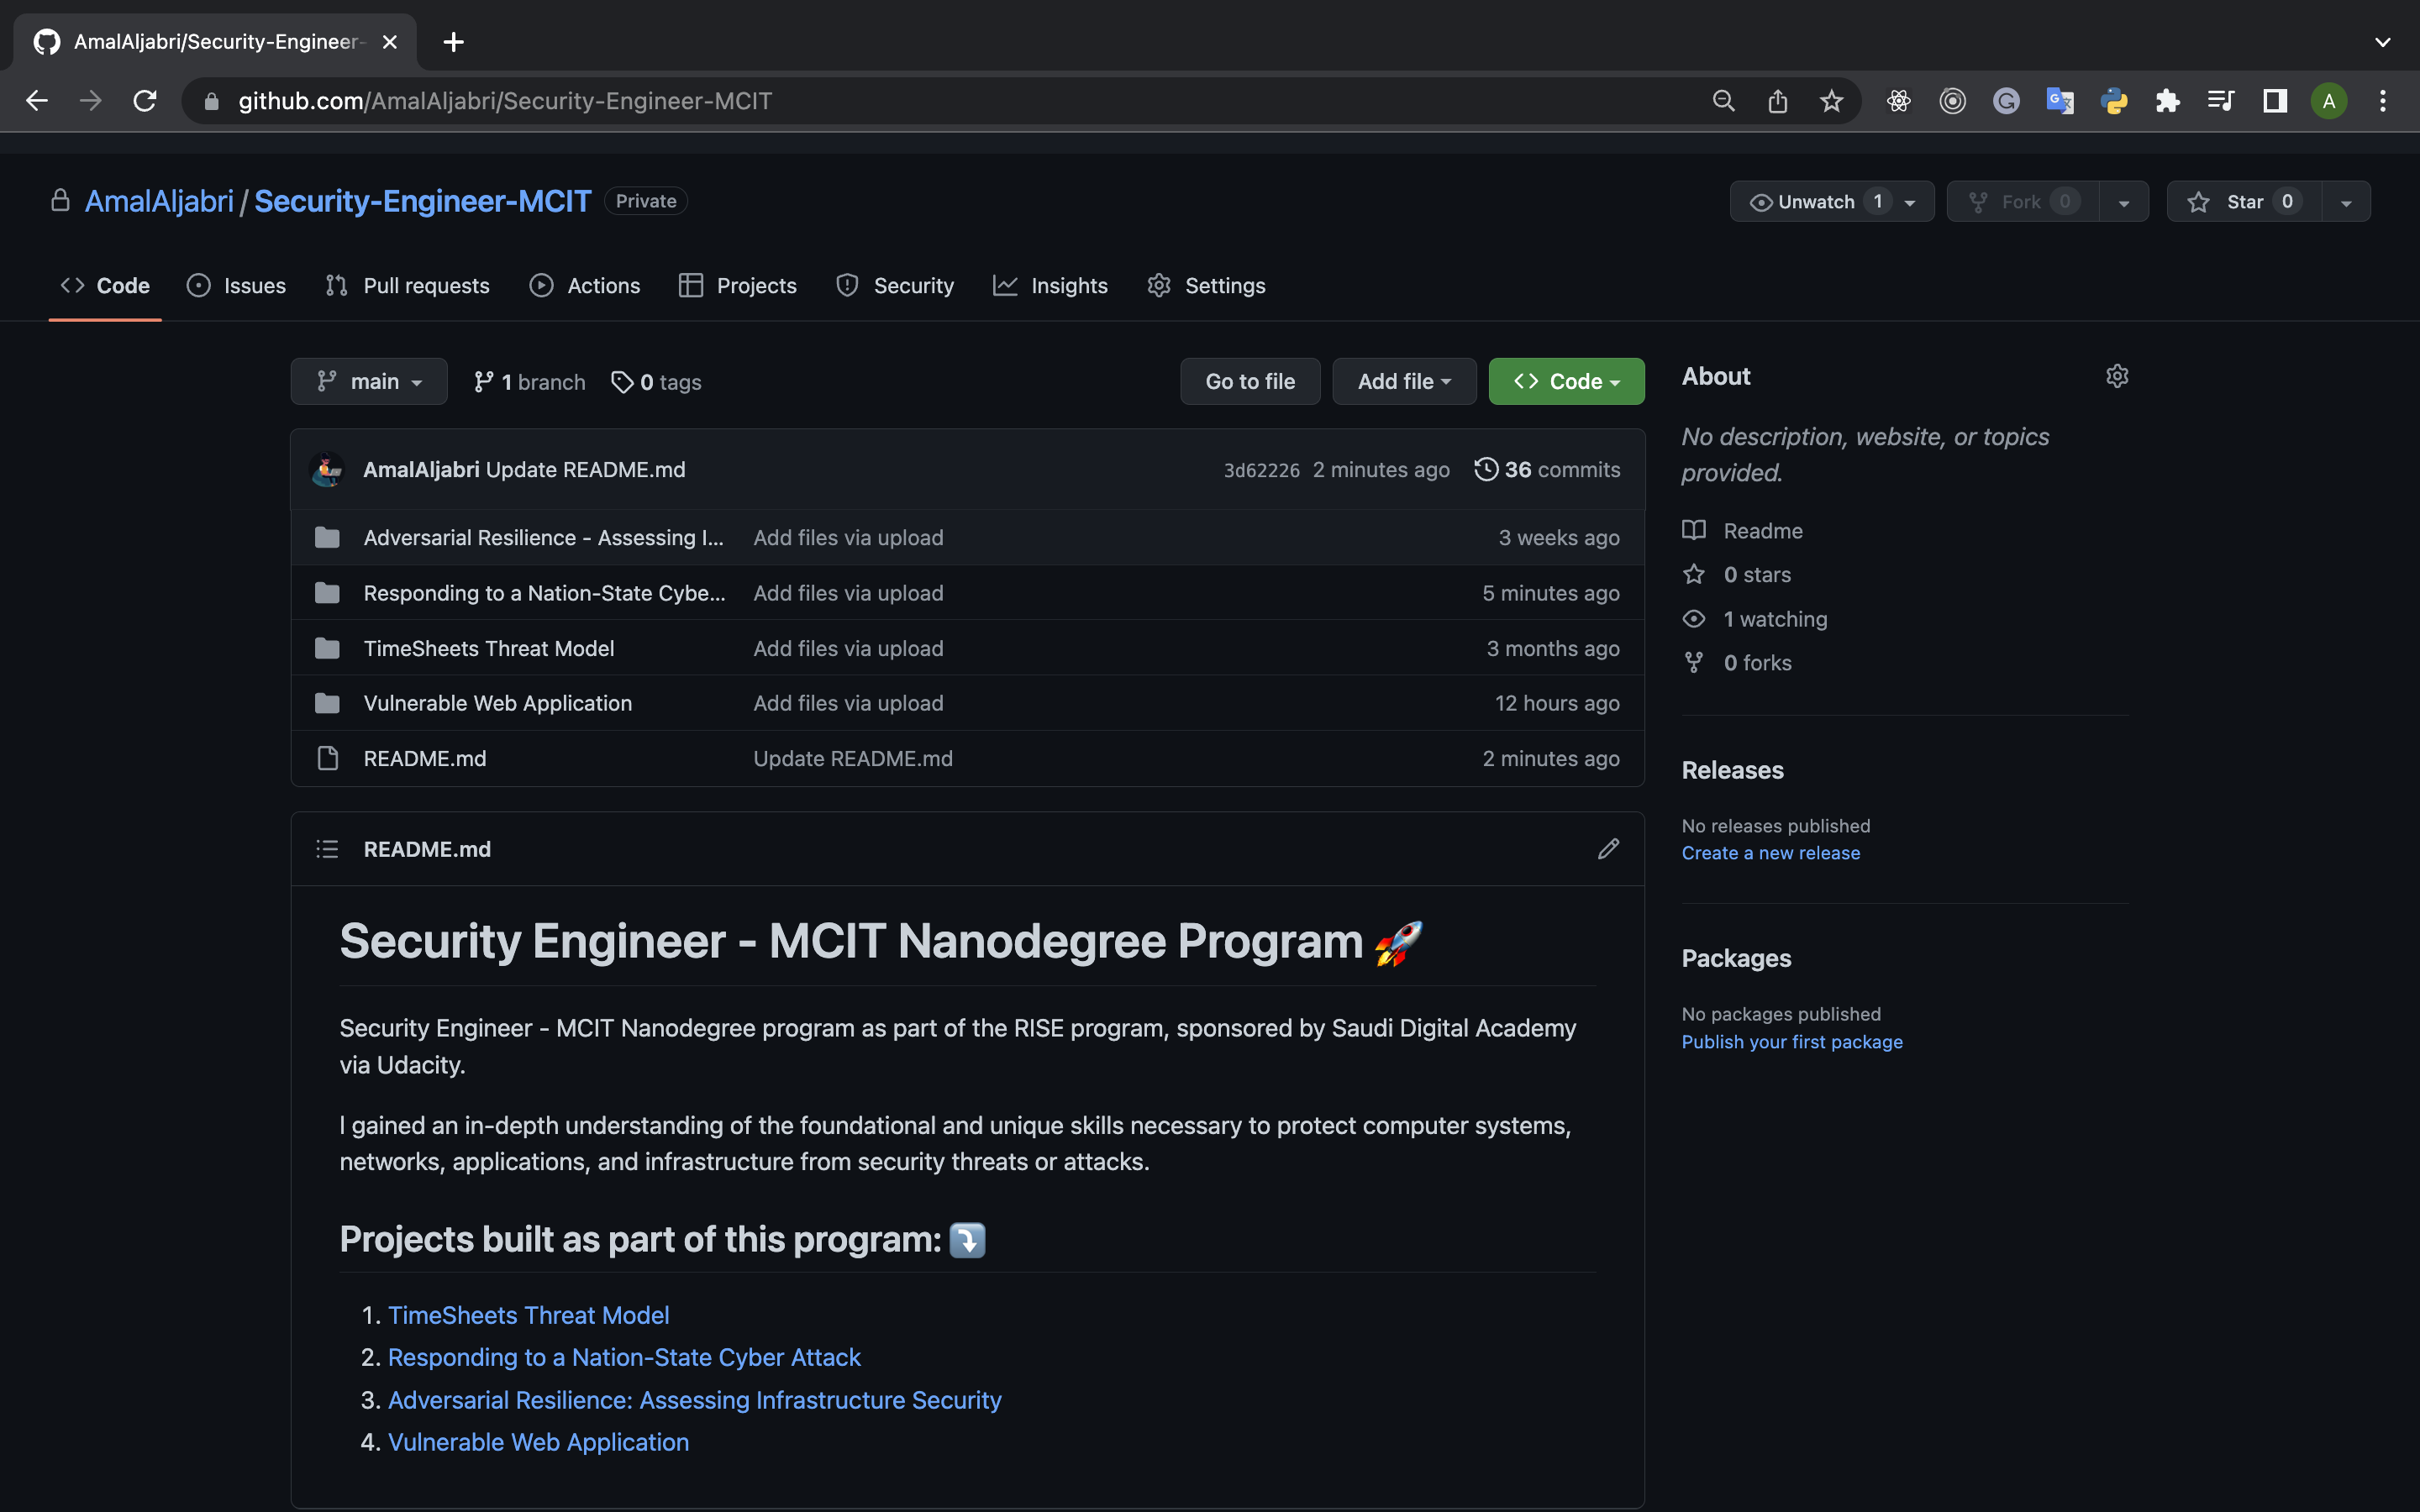 AmalAljabri/Security-Engineer-
github.com/AmalAljabri/Security-Engineer-MCIT
A
AmalAljabri / Security-Engineer-MCIT Private
Unwatch 1
Fork 0
Star 0
Code
Issues
Pull requests
Actions
Projects
Security
Insights
Settings
main
1 branch
0 tags
Go to file
Add file
Code
AmalAljabri Update README.md 3d62226 2 minutes ago 36 commits
Adversarial Resilience - Assessing I... Add files via upload 3 weeks ago
Responding to a Nation-State Cybe... Add files via upload 5 minutes ago
TimeSheets Threat Model Add files via upload 3 months ago
Vulnerable Web Application Add files via upload 12 hours ago
README.md Update README.md 2 minutes ago
README.md
Security Engineer - MCIT Nanodegree Program 🚀
Security Engineer - MCIT Nanodegree program as part of the RISE program, sponsored by Saudi Digital Academy
via Udacity.
I gained an in-depth understanding of the foundational and unique skills necessary to protect computer systems,
networks, applications, and infrastructure from security threats or attacks.
Projects built as part of this program: ⤵️
1. TimeSheets Threat Model
2. Responding to a Nation-State Cyber Attack
3. Adversarial Resilience: Assessing Infrastructure Security
4. Vulnerable Web Application
About
No description, website, or topics
provided.
Readme
0 stars
1 watching
0 forks
Releases
No releases published
Create a new release
Packages
No packages published
Publish your first package